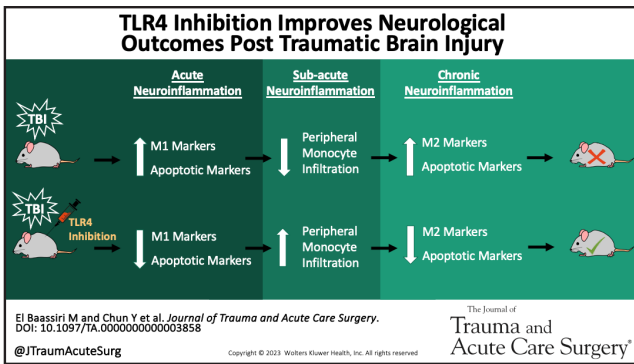 TLR4 Inhibition Improves Neurological
Outcomes Post Traumatic Brain Injury
Acute
Neuroinflammation
Sub-acute
Neuroinflammation
Chronic
Neuroinflammation
TBI
M1 Markers
Apoptotic Markers
Peripheral
Monocyte
Infiltration
M2 Markers
Apoptotic Markers
TBI
TLR4
Inhibition
M1 Markers
Apoptotic Markers
Peripheral
Monocyte
Infiltration
M2 Markers
Apoptotic Markers
El Baassiri M and Chun Y et al. Journal of Trauma and Acute Care Surgery.
DOI: 10.1097/TA.0000000000003858
@JTraumAcuteSurg
Copyright © 2023 Wolters Kluwer Health, Inc. All rights reserved
The Journal of
Trauma and
Acute Care Surgery®